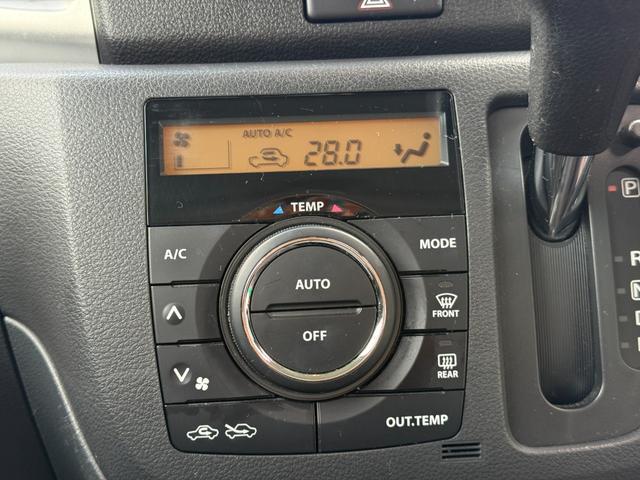 AUTO A/C
28.0
TEMP
A/C
MODE
AUTO
OFF
FRONT
REAR
OUT.TEMP
P
R
N
D